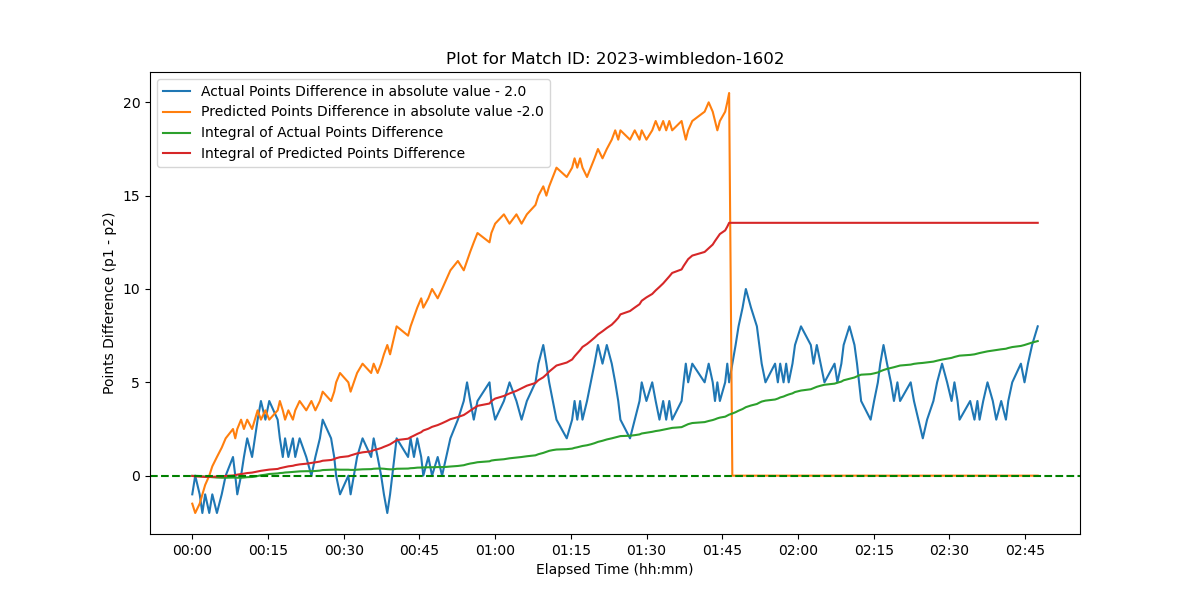 Plot for Match ID: 2023-wimbledon-1602
Actual Points Difference in absolute value - 2.0
Predicted Points Difference in absolute value -2.0
Integral of Actual Points Difference
Integral of Predicted Points Difference
Points Difference (p1 - p2)
20
15
10
5
0
00:00 00:15 00:30 00:45 01:00 01:15 01:30 01:45 02:00 02:15 02:30 02:45
Elapsed Time (hh:mm)